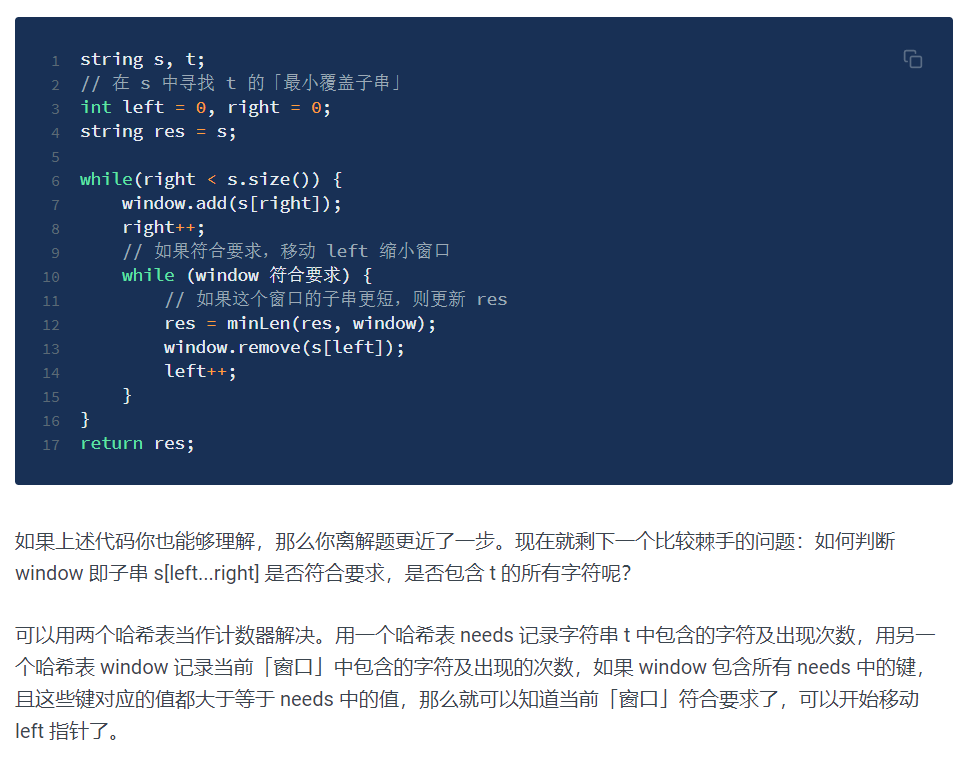 1 string s, t;
2 // 在 s 中寻找 t 的「最小覆盖子串」
3 int left = 0, right = 0;
4 string res = s;
5
6 while(right < s.size()) {
7     window.add(s[right]);
8     right++;
9     // 如果符合要求，移动 left 缩小窗口
10     while (window 符合要求) {
11         // 如果这个窗口的子串更短，则更新 res
12         res = minLen(res, window);
13         window.remove(s[left]);
14         left++;
15     }
16 }
17 return res;
如果上述代码你也能够理解，那么你离解题更近了一步。现在就剩下一个比较棘手的问题：如何判断
window 即子串 s[left...right] 是否符合要求，是否包含 t 的所有字符呢？
可以用两个哈希表当作计数器解决。用一个哈希表 needs 记录字符串 t 中包含的字符及出现次数，用另一
个哈希表 window 记录当前「窗口」中包含的字符及出现的次数，如果 window 包含所有 needs 中的键，
且这些键对应的值都大于等于 needs 中的值，那么就可以知道当前「窗口」符合要求了，可以开始移动
left 指针了。